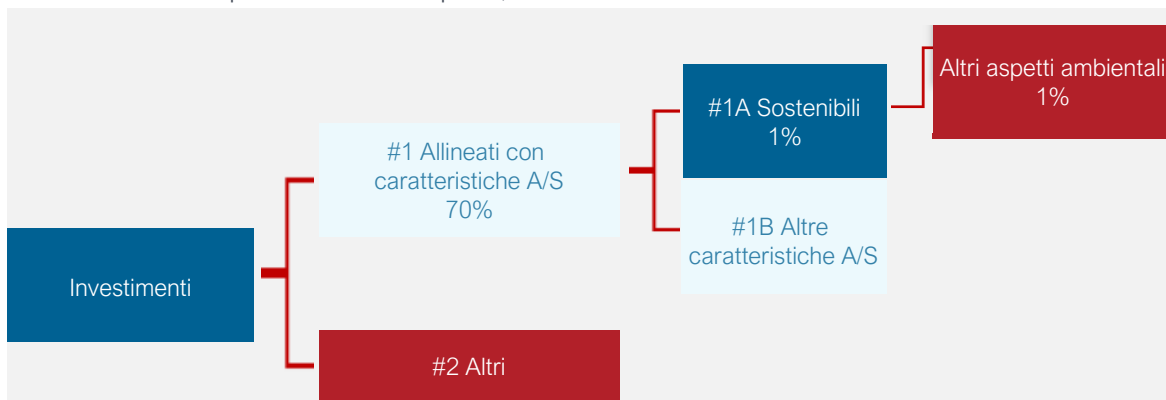 Altri aspetti ambientali
1%
#1A Sostenibili
1%
#1 Allineati con
caratteristiche A/S
70%
#1B Altre
caratteristiche A/S
Investimenti
#2 Altri